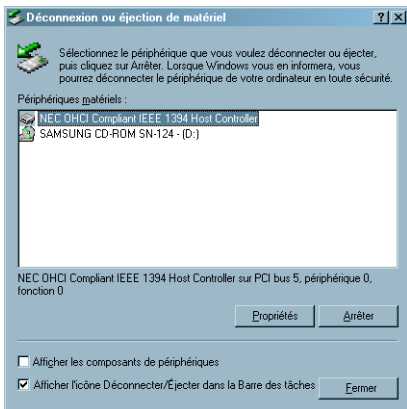 Déconnexion ou éjection de matériel
Sélectionnez le périphérique que vous voulez déconnecter ou éjecter,
puis cliquez sur Arrêter. Lorsque Windows vous en informera, vous
pourrez déconnecter le périphérique de votre ordinateur en toute sécurité.
Périphériques matériels :
NEC OHCI Compliant IEEE 1394 Host Controller
SAMSUNG CD-ROM SN-124 - (D:)
NEC OHCI Compliant IEEE 1394 Host Controller sur PCI bus 5, périphérique 0,
fonction 0
Propriétés
Arrêter
Afficher les composants de périphériques
Afficher l'icône Déconnecter/Éjecter dans la Barre des tâches
Fermer